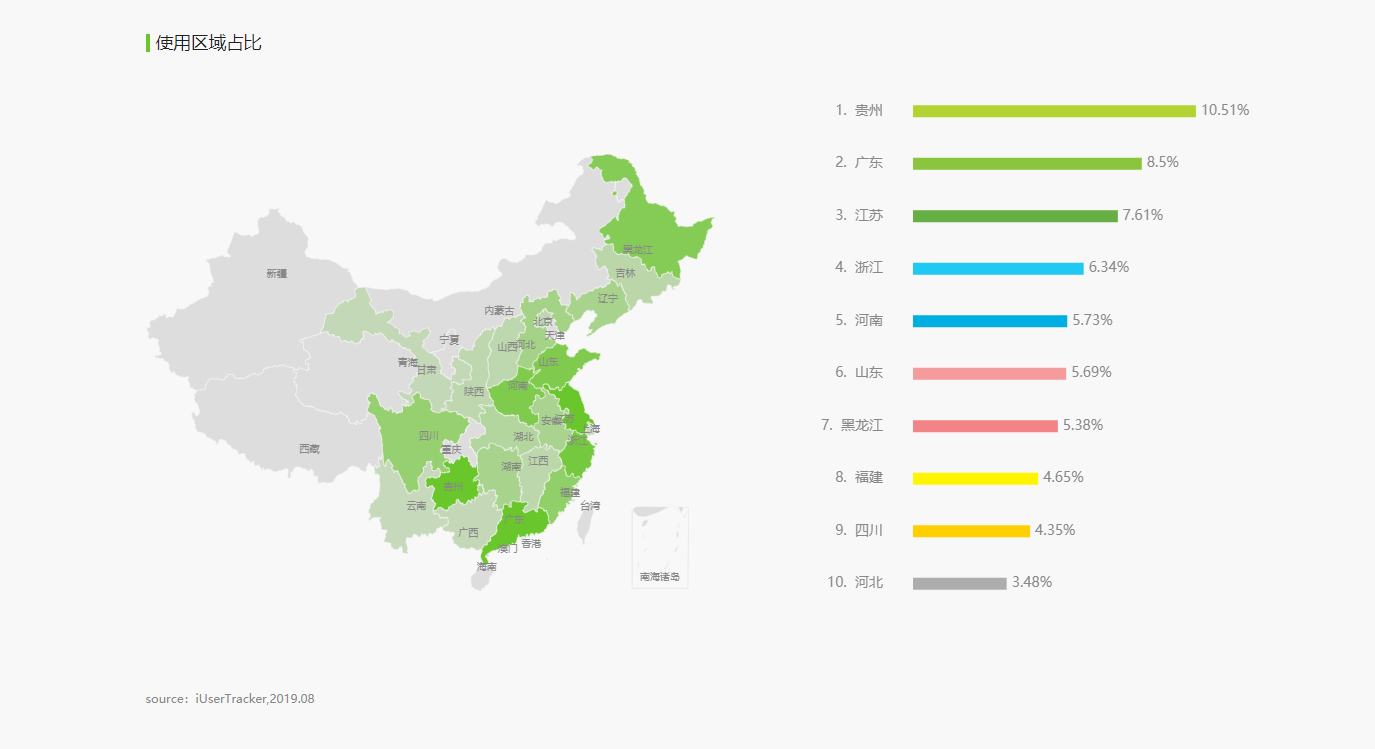 使用区域占比
新疆
西藏
青海
甘肃
内蒙古
宁夏
陕西
山西
河北
北京
天津
山东
河南
黑龙江
吉林
辽宁
四川
重庆
湖北
安徽
上海
浙江
湖南
江西
贵州
云南
广西
广东
福建
台湾
香港
澳门
海南
南海诸岛
1. 贵州 10.51%
2. 广东 8.5%
3. 江苏 7.61%
4. 浙江 6.34%
5. 河南 5.73%
6. 山东 5.69%
7. 黑龙江 5.38%
8. 福建 4.65%
9. 四川 4.35%
10. 河北 3.48%
source：iUserTracker,2019.08